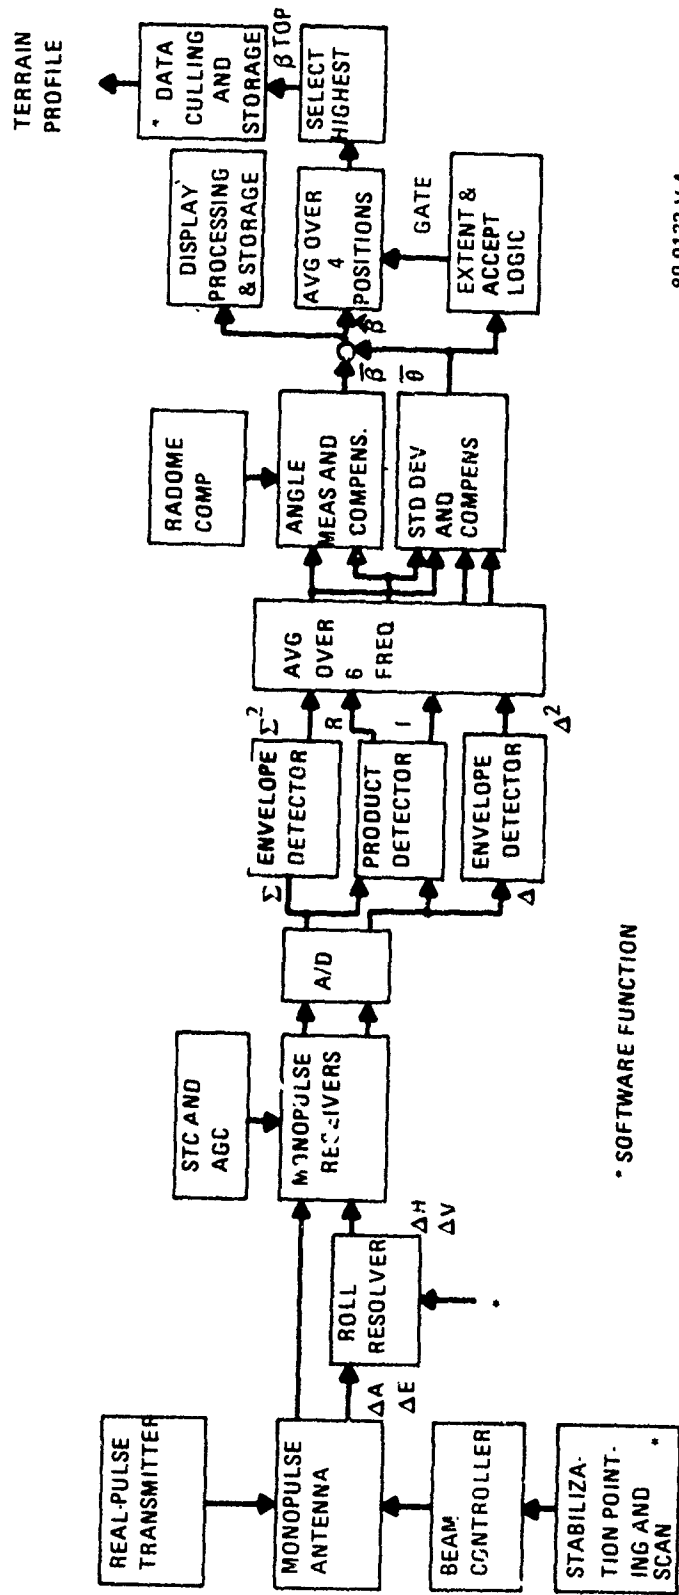 REAL-PULSE
TRANSMITTER
MONOPULSE
ANTENNA
BEAM
CONTROLLER
STABILIZA-
TION POINT-
ING AND
SCAN *
ΔA
ΔE
ROLL
RESOLVER
*
ΔH
ΔV
STC AND
AGC
MONOPULSE
RECEIVERS
A/D
Σ
Δ
ENVELOPE
DETECTOR
PRODUCT
DETECTOR
ENVELOPE
DETECTOR
Σ²
R
I
Δ²
AVG
OVER
6
FREQ
RADOME
COMP
ANGLE
MEAS AND
COMPENS.
STD DEV
AND
COMPENS
β̄
θ̄
β̂
DISPLAY
PROCESSING
& STORAGE
AVG OVER
4
POSITIONS
GATE
EXTENT &
ACCEPT
LOGIC
SELECT
HIGHEST
β TOP
* DATA
CULLING
AND
STORAGE
TERRAIN
PROFILE
* SOFTWARE FUNCTION